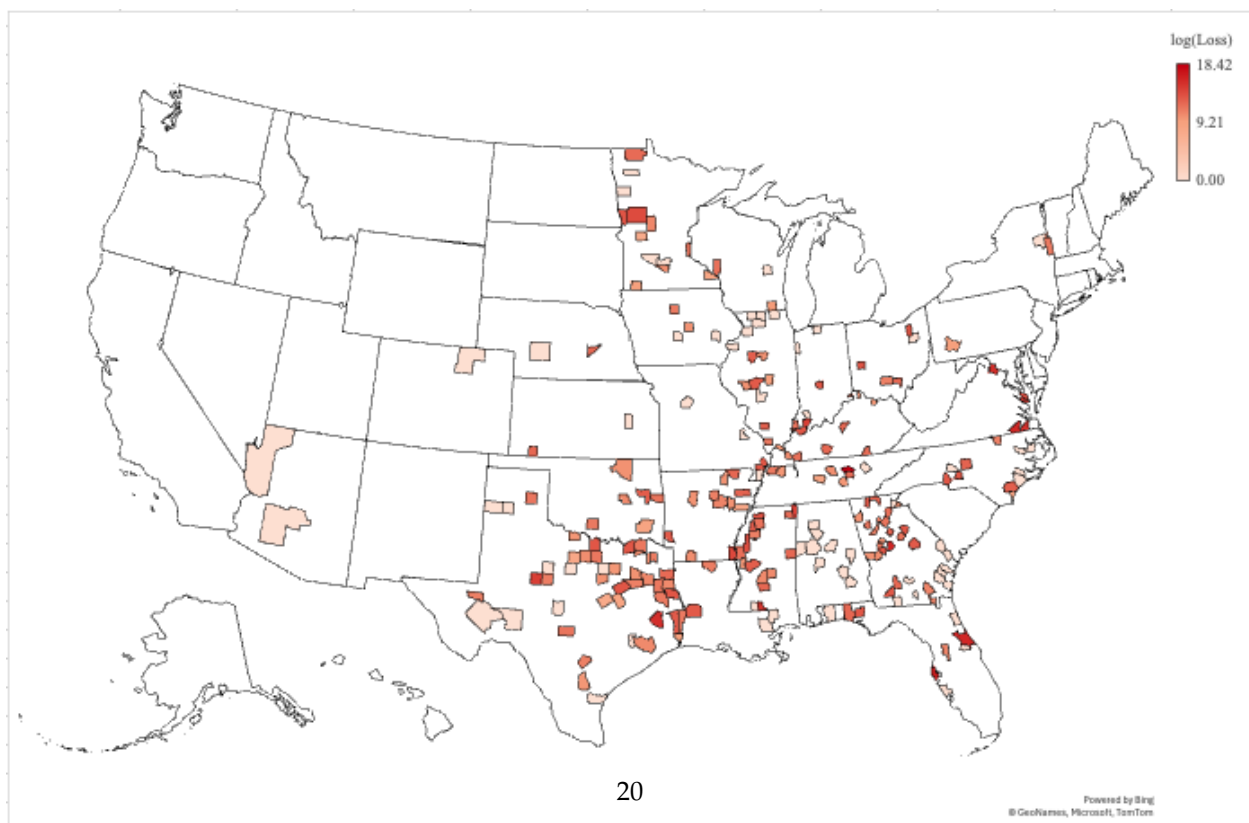 log(Loss)
18.42
9.21
0.00
20
Powered by Bing
© GeoNames, Microsoft, TomTom